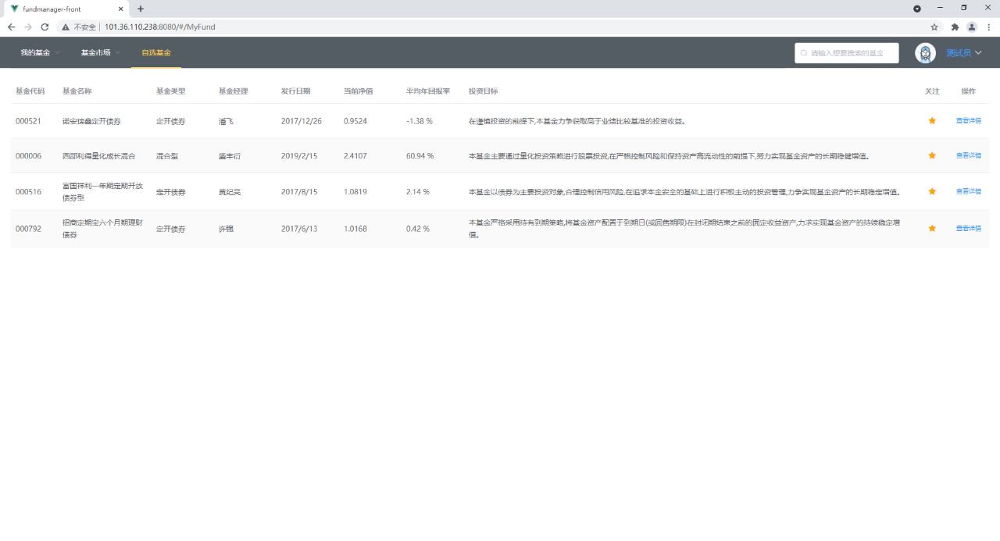 fundmanager-front
不安全 101.36.110.238:8080/#/MyFund
我的基金 基金市场 自选基金 请输入想要搜索的基金 测试员
基金代码 基金名称 基金类型 基金经理 发行日期 当前净值 平均年回报率 投资目标 关注 操作
000521 诺安瑞鑫定开债券 定开债券 潘飞 2017/12/26 0.9524 -1.38 % 在谨慎投资的前提下,本基金力争获取高于业绩比较基准的投资收益。 查看详情
000006 西部利得量化成长混合 混合型 盛丰衍 2019/2/15 2.4107 60.94 % 本基金主要通过量化投资策略进行股票投资,在严格控制风险和保持资产高流动性的前提下,努力实现基金资产的长期稳健增值。 查看详情
000516 富国祥利一年期定期开放
债券型 定开债券 黄纪亮 2017/8/15 1.0819 2.14 % 本基金以债券为主要投资对象,合理控制信用风险,在追求本金安全的基础上进行积极主动的投资管理,力争实现基金资产的长期稳定增值。 查看详情
000792 招商定期宝六个月期理财
债券 定开债券 许强 2017/6/13 1.0168 0.42 % 本基金严格采用持有到期策略,将基金资产配置于到期日(或回售期限)在封闭期结束之前的固定收益资产,力求实现基金资产的持续稳定增
值。 查看详情